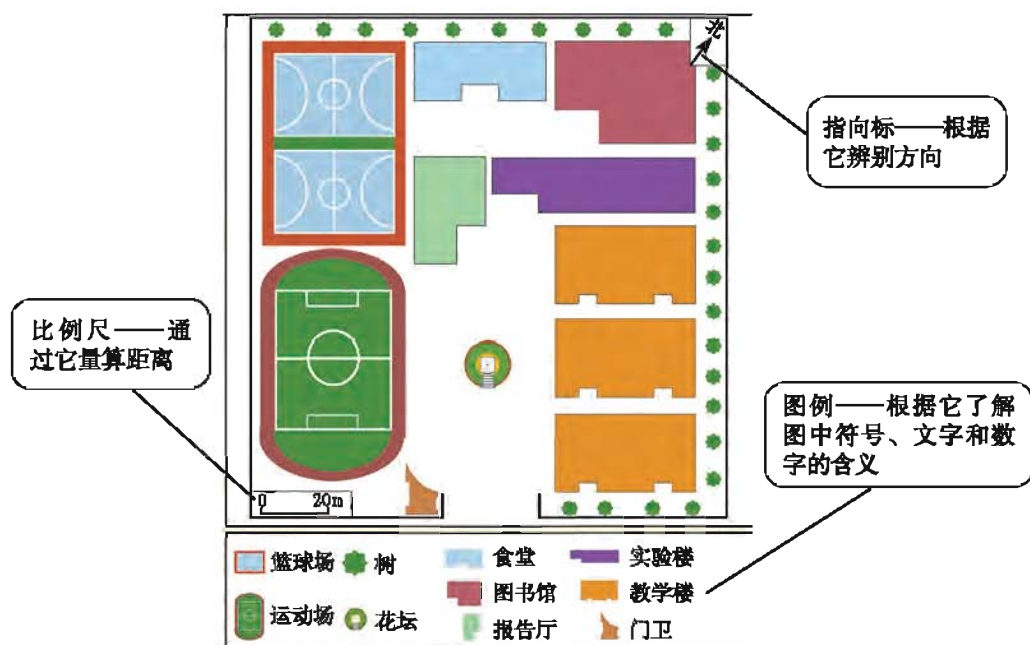 北
指向标——根据
它辨别方向
比例尺——通
过它量算距离
图例——根据它了解
图中符号、文字和数
字的含义
0 20m
篮球场 树 食堂 实验楼
图书馆 教学楼
运动场 花坛 报告厅 门卫